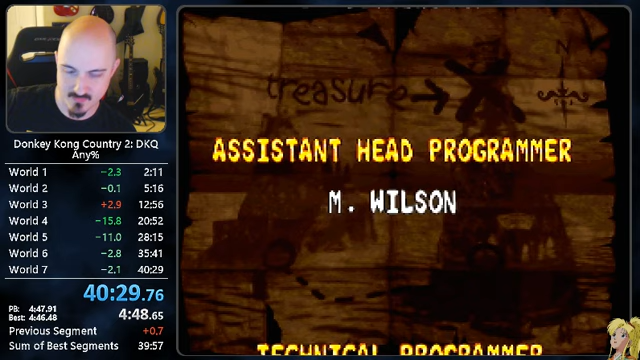 Donkey Kong Country 2: DKQ
Any%
World 1 −2.3 2:11
World 2 −0.1 5:16
World 3 +2.9 12:56
World 4 −15.8 20:52
World 5 −11.0 28:15
World 6 −2.8 35:41
World 7 −2.1 40:29
40:29.76
PB: 4:47.91
Best: 4:46.48
4:48.65
Previous Segment +0.7
Sum of Best Segments 39:57
treasure
N
ASSISTANT HEAD PROGRAMMER
M. WILSON
TECHNICAL PROGRAMMER